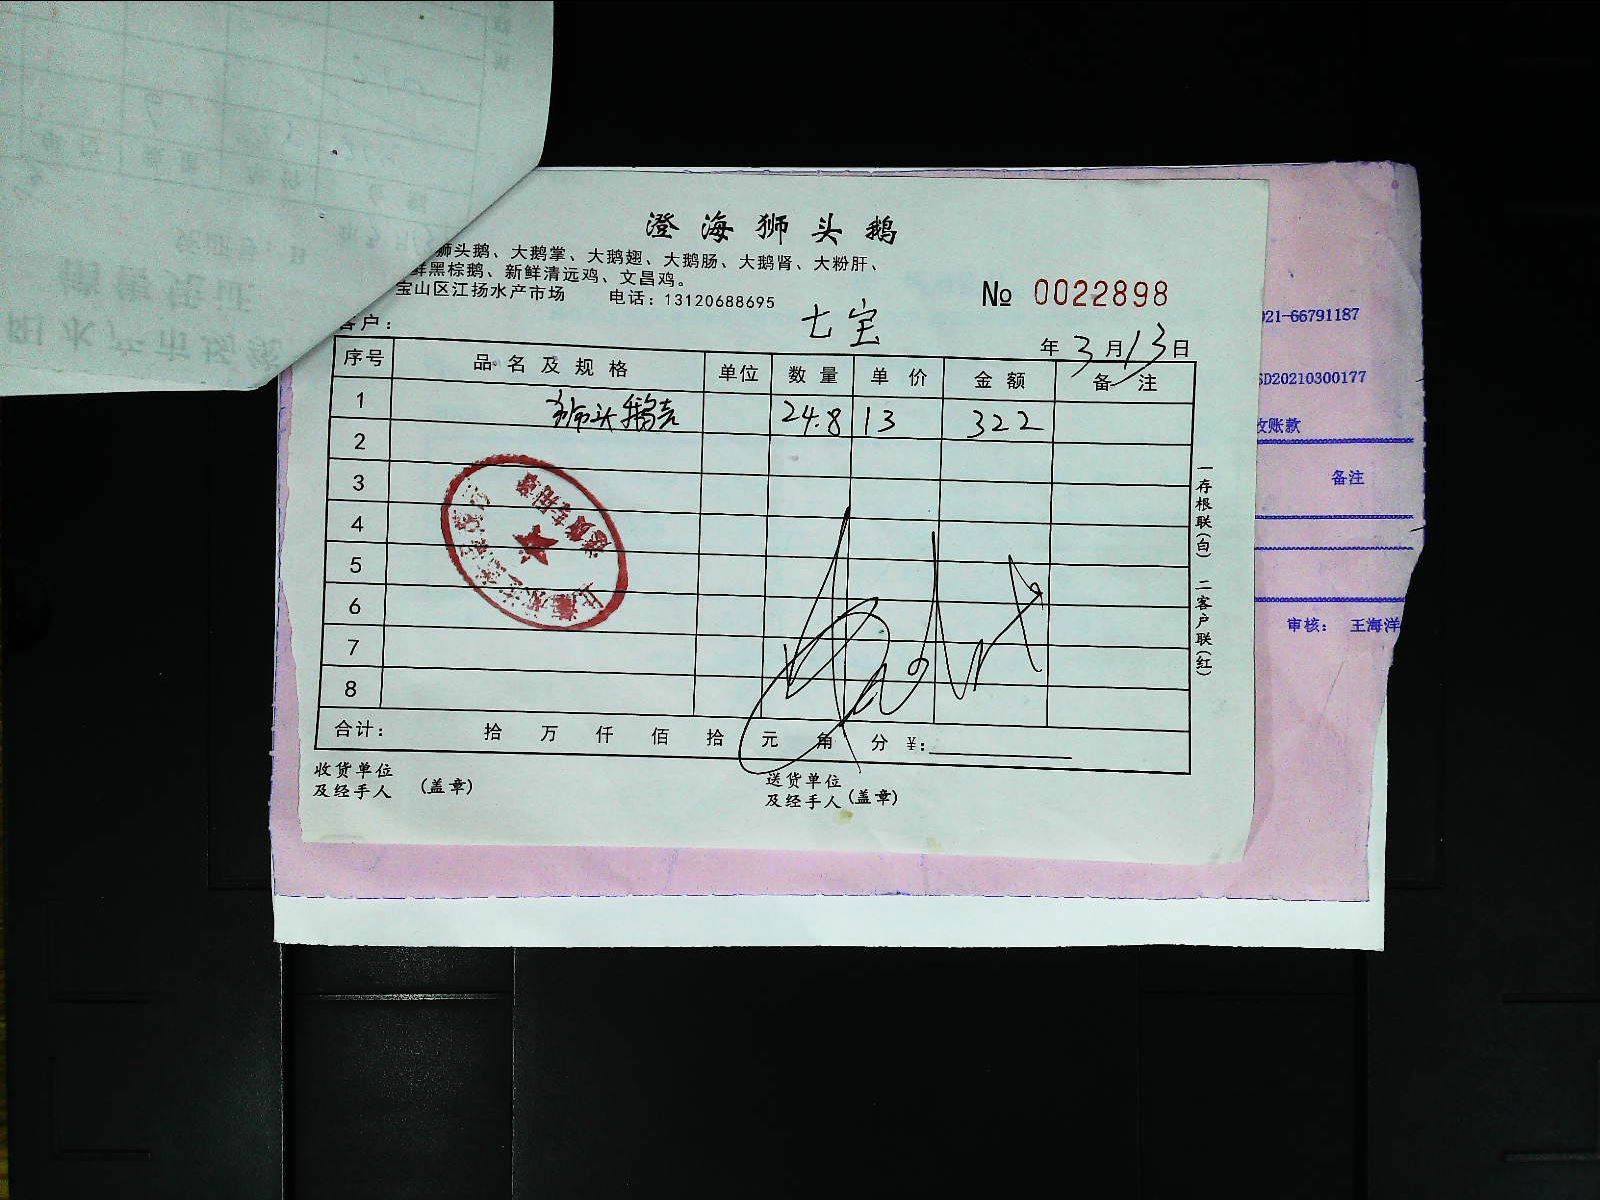 澄海狮头鹅
狮头鹅、大鹅掌、大鹅翅、大鹅肠、大鹅肾、大粉肝、
鲜黑棕鹅、新鲜清远鸡、文昌鸡。
宝山区江扬水产市场 电话：13120688695
№ 0022898
客户： 七宝
年 3 月 13 日
序号 品名及规格 单位 数量 单价 金额 备注
1 狮头鹅壳 24.8 13 322
2
3
4
5
6
7
8
合计： 拾 万 仟 佰 拾 元 角 分 ¥：
收货单位
及经手人 （盖章）
送货单位
及经手人 （盖章）
一存根联（白） 二客户联（红）
021-66791187
SD20210300177
收账款
备注
审核： 王海洋